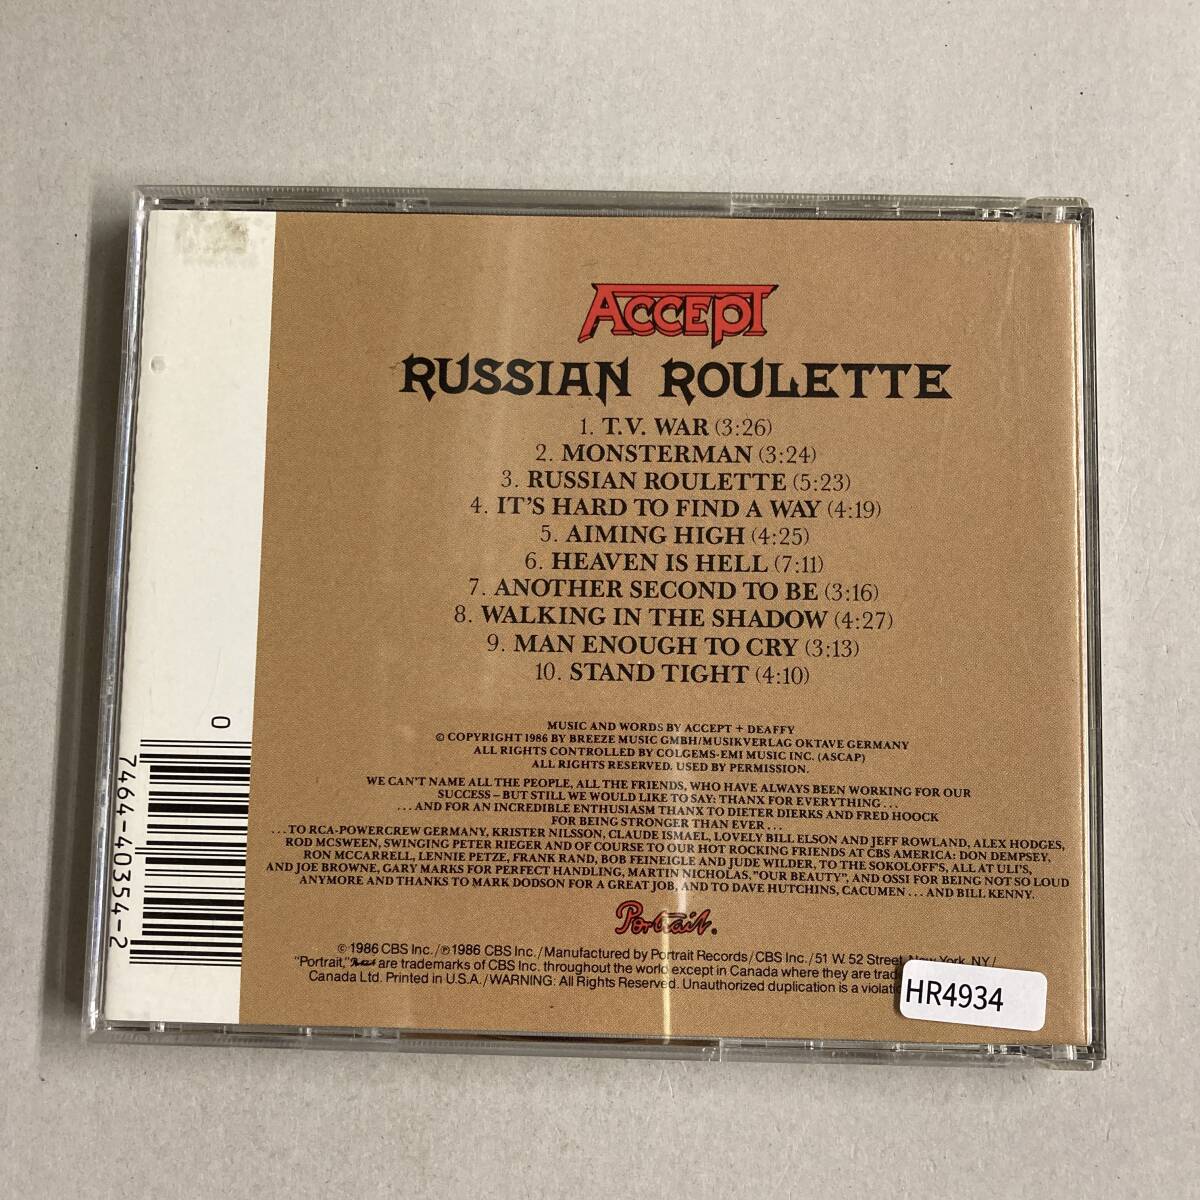 ACCEPT
RUSSIAN ROULETTE
1. T.V. WAR (3:26)
2. MONSTERMAN (3:24)
3. RUSSIAN ROULETTE (5:23)
4. IT'S HARD TO FIND A WAY (4:19)
5. AIMING HIGH (4:25)
6. HEAVEN IS HELL (7:11)
7. ANOTHER SECOND TO BE (3:16)
8. WALKING IN THE SHADOW (4:27)
9. MAN ENOUGH TO CRY (3:13)
10. STAND TIGHT (4:10)
MUSIC AND WORDS BY ACCEPT + DEAFFY
© COPYRIGHT 1986 BY BREEZE MUSIC GMBH/MUSIKVERLAG OKTAVE GERMANY
ALL RIGHTS CONTROLLED BY COLGEMS-EMI MUSIC INC. (ASCAP)
ALL RIGHTS RESERVED. USED BY PERMISSION.
WE CAN'T NAME ALL THE PEOPLE, ALL THE FRIENDS, WHO HAVE ALWAYS BEEN WORKING FOR OUR
SUCCESS – BUT STILL WE WOULD LIKE TO SAY: THANX FOR EVERYTHING . . .
. . . AND FOR AN INCREDIBLE ENTHUSIASM THANX TO DIETER DIERKS AND FRED HOOCK
FOR BEING STRONGER THAN EVER . . .
. . . TO RCA-POWERCREW GERMANY, KRISTER NILSSON, CLAUDE ISMAEL, LOVELY BILL ELSON AND JEFF ROWLAND, ALEX HODGES,
ROD MCSWEEN, SWINGING PETER RIEGER AND OF COURSE TO OUR HOT ROCKING FRIENDS AT CBS AMERICA: DON DEMPSEY,
RON MCCARRELL, LENNIE PETZE, FRANK RAND, BOB FEINEIGLE AND JUDE WILDER, TO THE SOKOLOFF'S, ALL AT ULI'S,
AND JOE BROWNE, GARY MARKS FOR PERFECT HANDLING, MARTIN NICHOLAS, "OUR BEAUTY", AND OSSI FOR BEING NOT SO LOUD
ANYMORE AND THANKS TO MARK DODSON FOR A GREAT JOB, AND TO DAVE HUTCHINS, CACUMEN . . . AND BILL KENNY.
Portrait.
© 1986 CBS Inc./℗ 1986 CBS Inc./Manufactured by Portrait Records/CBS Inc./51 W. 52 Street, New York, NY/
"Portrait," Portrait are trademarks of CBS Inc. throughout the world except in Canada where they are
Canada Ltd. Printed in U.S.A./WARNING: All Rights Reserved. Unauthorized duplication is a
HR4934
0
74644-40354-2